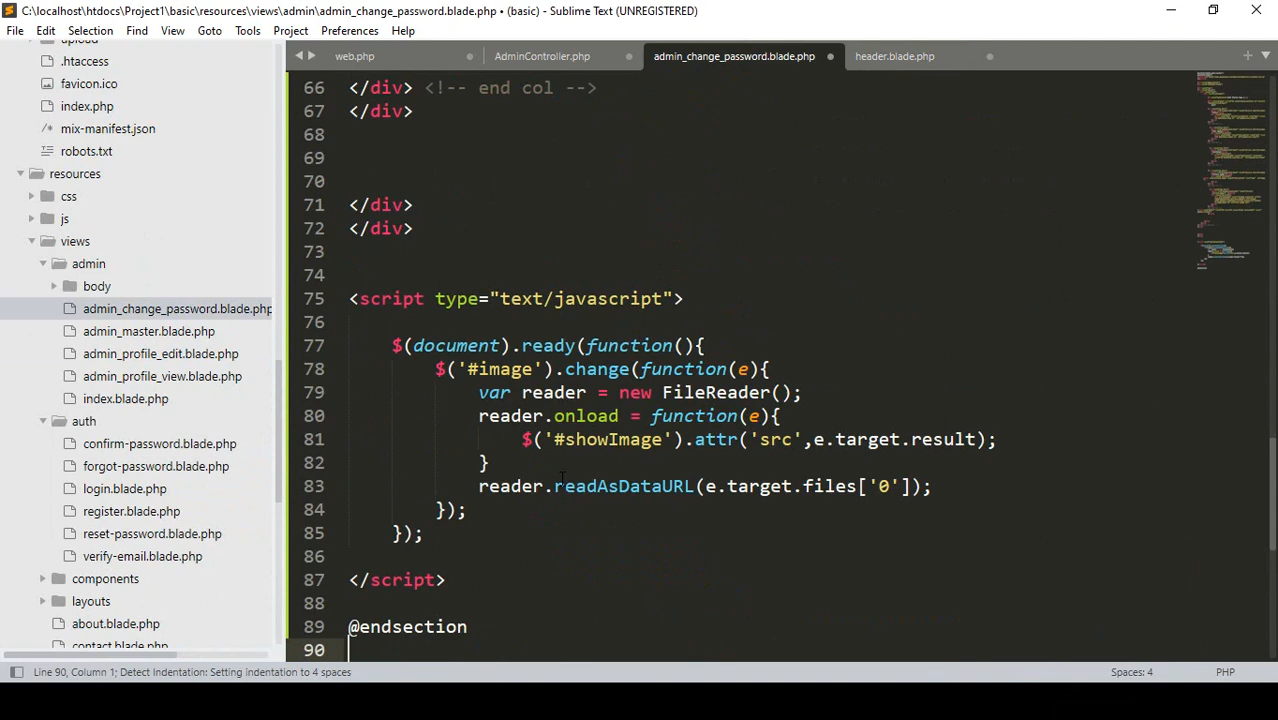 C:\localhost\htdocs\Project1\basic\resources\views\admin\admin_change_password.blade.php • (basic) - Sublime Text (UNREGISTERED)
File Edit Selection Find View Goto Tools Project Preferences Help
web.php AdminController.php admin_change_password.blade.php header.blade.php
.htaccess
favicon.ico
index.php
/* mix-manifest.json
robots.txt
resources
css
js
views
admin
body
admin_change_password.blade.php
admin_master.blade.php
admin_profile_edit.blade.php
admin_profile_view.blade.php
index.blade.php
auth
confirm-password.blade.php
forgot-password.blade.php
login.blade.php
register.blade.php
reset-password.blade.php
verify-email.blade.php
components
layouts
about.blade.php
contact.blade.php
66 </div> <!-- end col -->
67 </div>
68
69
70
71 </div>
72 </div>
73
74
75 <script type="text/javascript">
76
77 $(document).ready(function(){
78 $('#image').change(function(e){
79 var reader = new FileReader();
80 reader.onload = function(e){
81 $('#showImage').attr('src',e.target.result);
82 }
83 reader.readAsDataURL(e.target.files['0']);
84 });
85 });
86
87 </script>
88
89 @endsection
90
Line 90, Column 1; Detect Indentation: Setting indentation to 4 spaces Spaces: 4 PHP